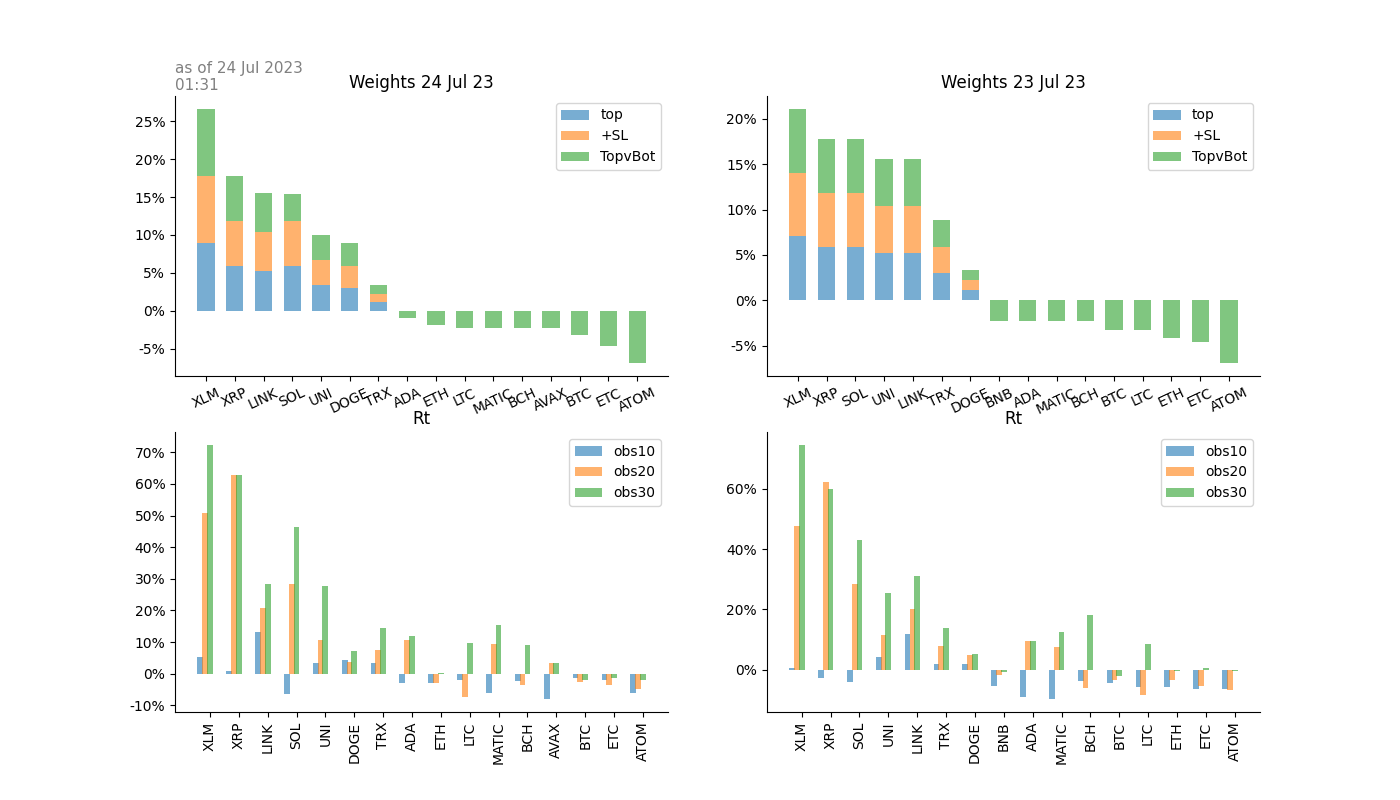 as of 24 Jul 2023
01:31
Weights 24 Jul 23
25%
20%
15%
10%
5%
0%
-5%
top
+SL
TopvBot
XLM XRP LINK SOL UNI DOGE TRX ADA ETH LTC MATIC BCH AVAX BTC ETC ATOM
Weights 23 Jul 23
20%
15%
10%
5%
0%
-5%
top
+SL
TopvBot
XLM XRP SOL UNI LINK TRX DOGE BNB ADA MATIC BCH BTC LTC ETH ETC ATOM
Rt
70%
60%
50%
40%
30%
20%
10%
0%
-10%
obs10
obs20
obs30
XLM XRP LINK SOL UNI DOGE TRX ADA ETH LTC MATIC BCH AVAX BTC ETC ATOM
Rt
60%
40%
20%
0%
obs10
obs20
obs30
XLM XRP SOL UNI LINK TRX DOGE BNB ADA MATIC BCH BTC LTC ETH ETC ATOM